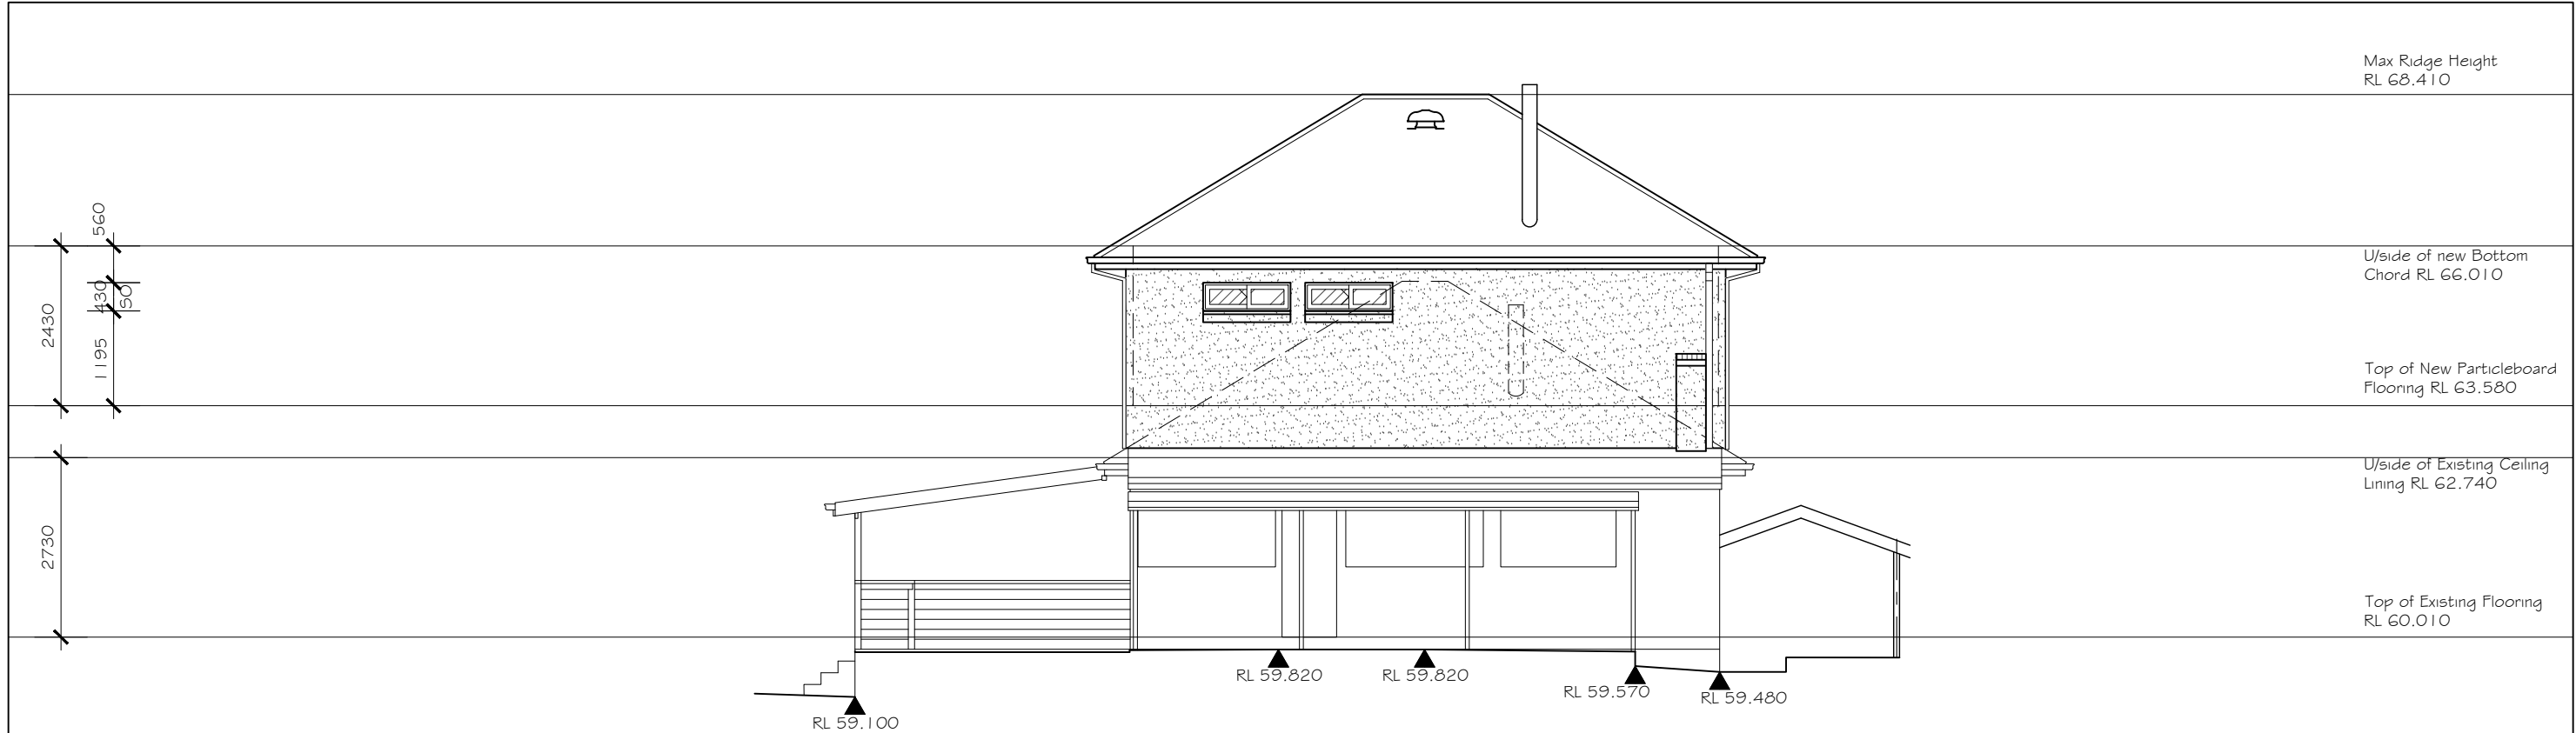 Max Ridge Height
RL 68.410
560
U/side of new Bottom
Chord RL 66.010
430
50
2430
1195
Top of New Particleboard
Flooring RL 63.580
U/side of Existing Ceiling
Lining RL 62.740
2730
Top of Existing Flooring
RL 60.010
RL 59.820
RL 59.820
RL 59.570
RL 59.480
RL 59.100